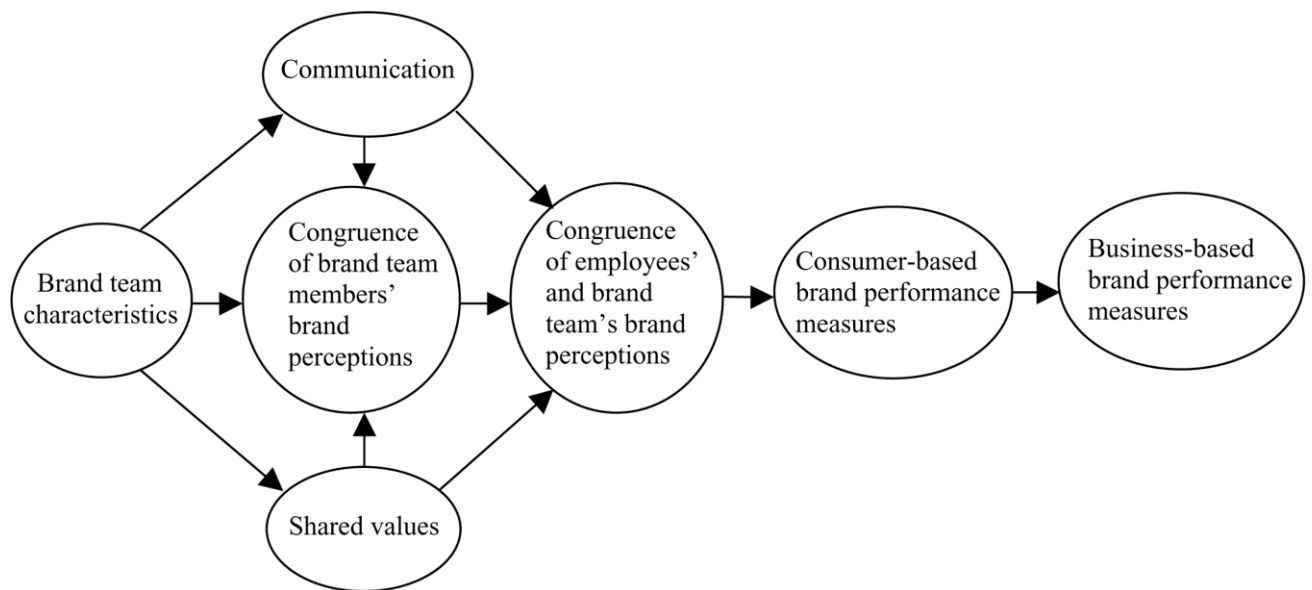 Communication
Brand team
characteristics
Congruence
of brand team
members’
brand
perceptions
Congruence
of employees’
and brand
team’s brand
perceptions
Consumer-based
brand performance
measures
Business-based
brand performance
measures
Shared values